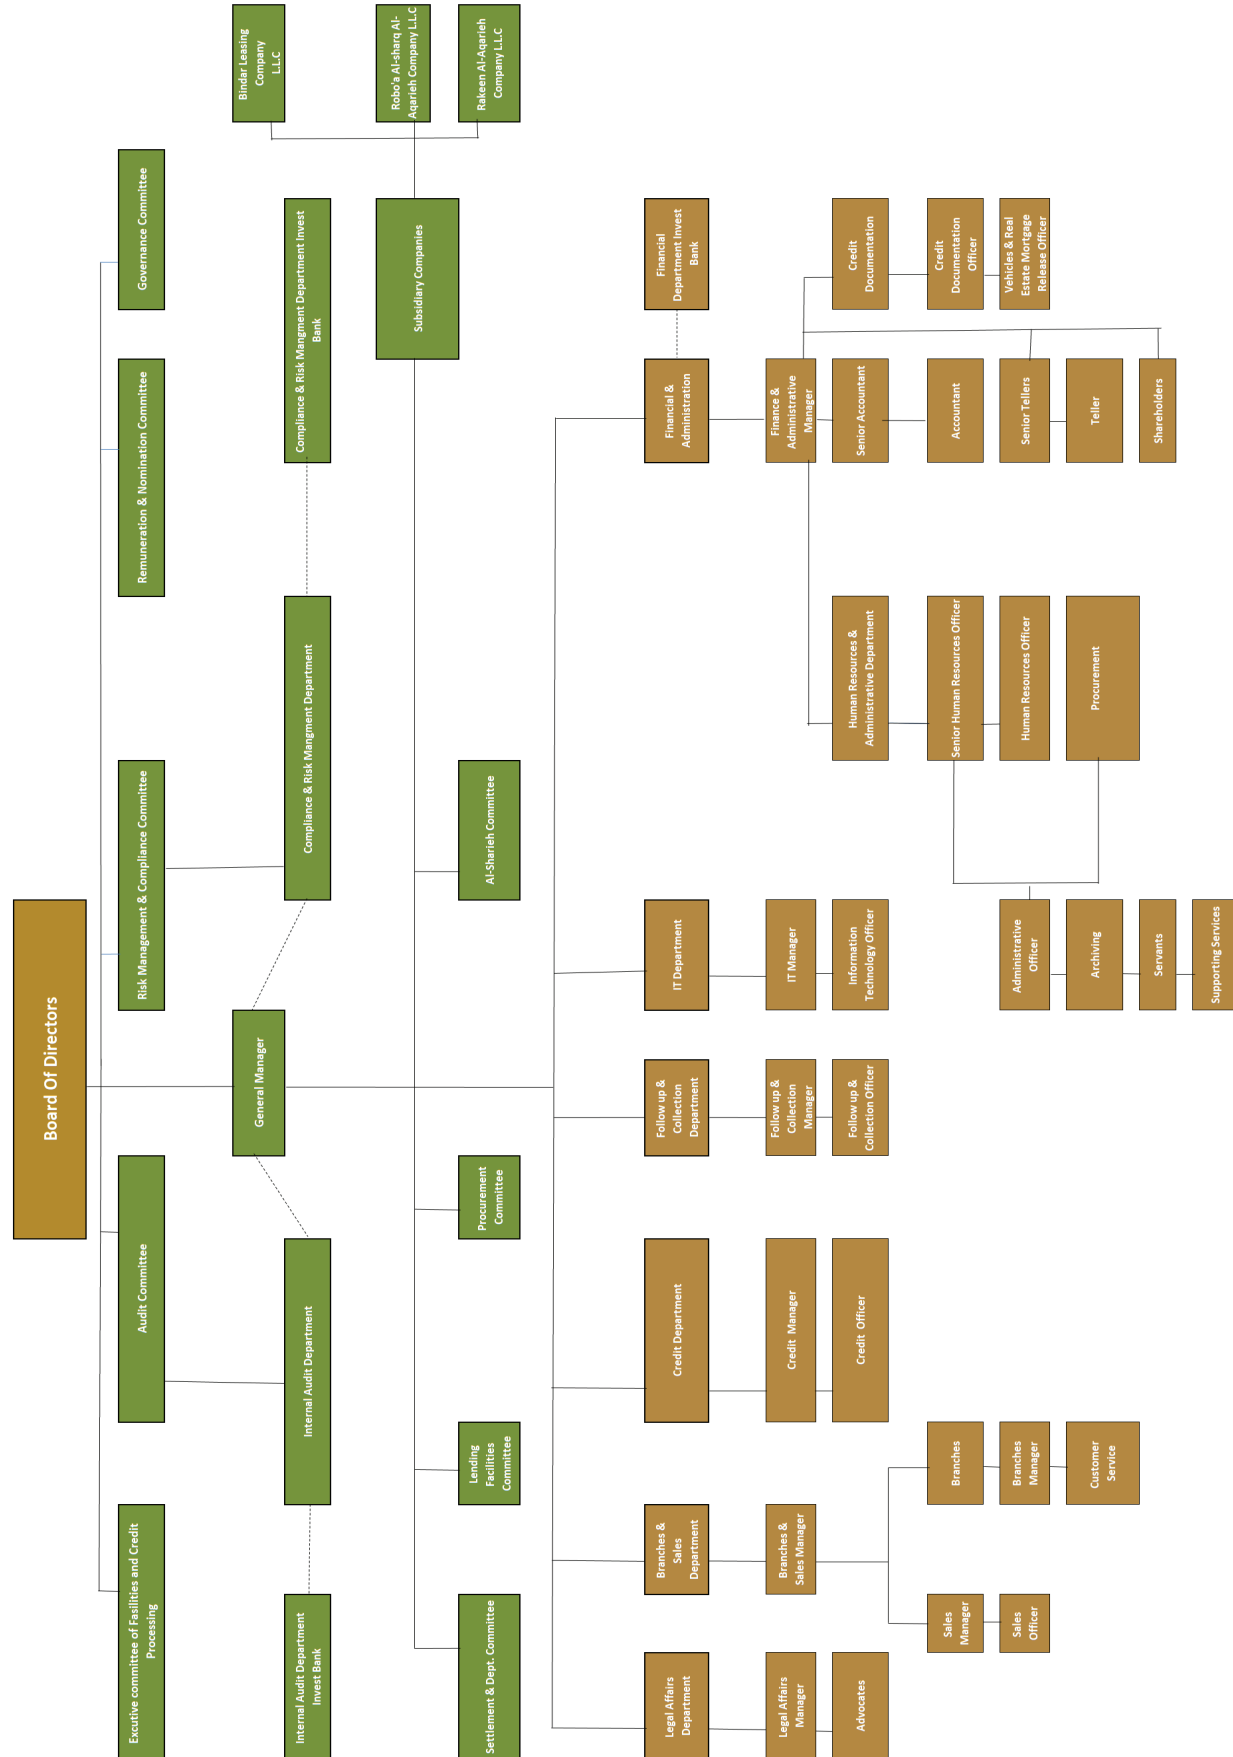 Board Of Directors
Excutive committee of Fasilities and Credit
Processing
Audit Committee
Risk Management & Compliance Committee
Remuneration & Nomination Committee
Governance Committee
General Manager
Internal Audit Department
Invest Bank
Internal Audit Department
Compliance & Risk Managment Department
Compliance & Risk Managment Department Invest
Bank
Subsidiary Companies
Bindar Leasing
Company
L.L.C
Robo'a Al-sharq Al-
Aqarieh Company L.L.C
Rakeen Al-Aqarieh
Company L.L.C
Settlement & Dept. Committee
Lending
Facilities
Committee
Procurement
Committee
Al-Sharieh Committee
Legal Affairs
Department
Branches &
Sales
Department
Credit Department
Follow up &
Collection
Department
IT Department
Financial &
Administration
Financial
Department Invest
Bank
Legal Affairs
Manager
Branches &
Sales Manager
Credit Manager
Follow up &
Collection
Manager
IT Manager
Finance &
Administrative
Manager
Advocates
Credit Officer
Follow up &
Collection Officer
Information
Technology Officer
Human Resources &
Administrative Department
Senior Accountant
Credit
Documentation
Sales
Manager
Branches
Senior Human Resources Officer
Accountant
Credit
Documentation
Officer
Sales
Officer
Branches
Manager
Administrative
Officer
Human Resources Officer
Senior Tellers
Vehicles & Real
Estate Mortgage
Release Officer
Customer
Service
Archiving
Procurement
Teller
Servants
Shareholders
Supporting Services